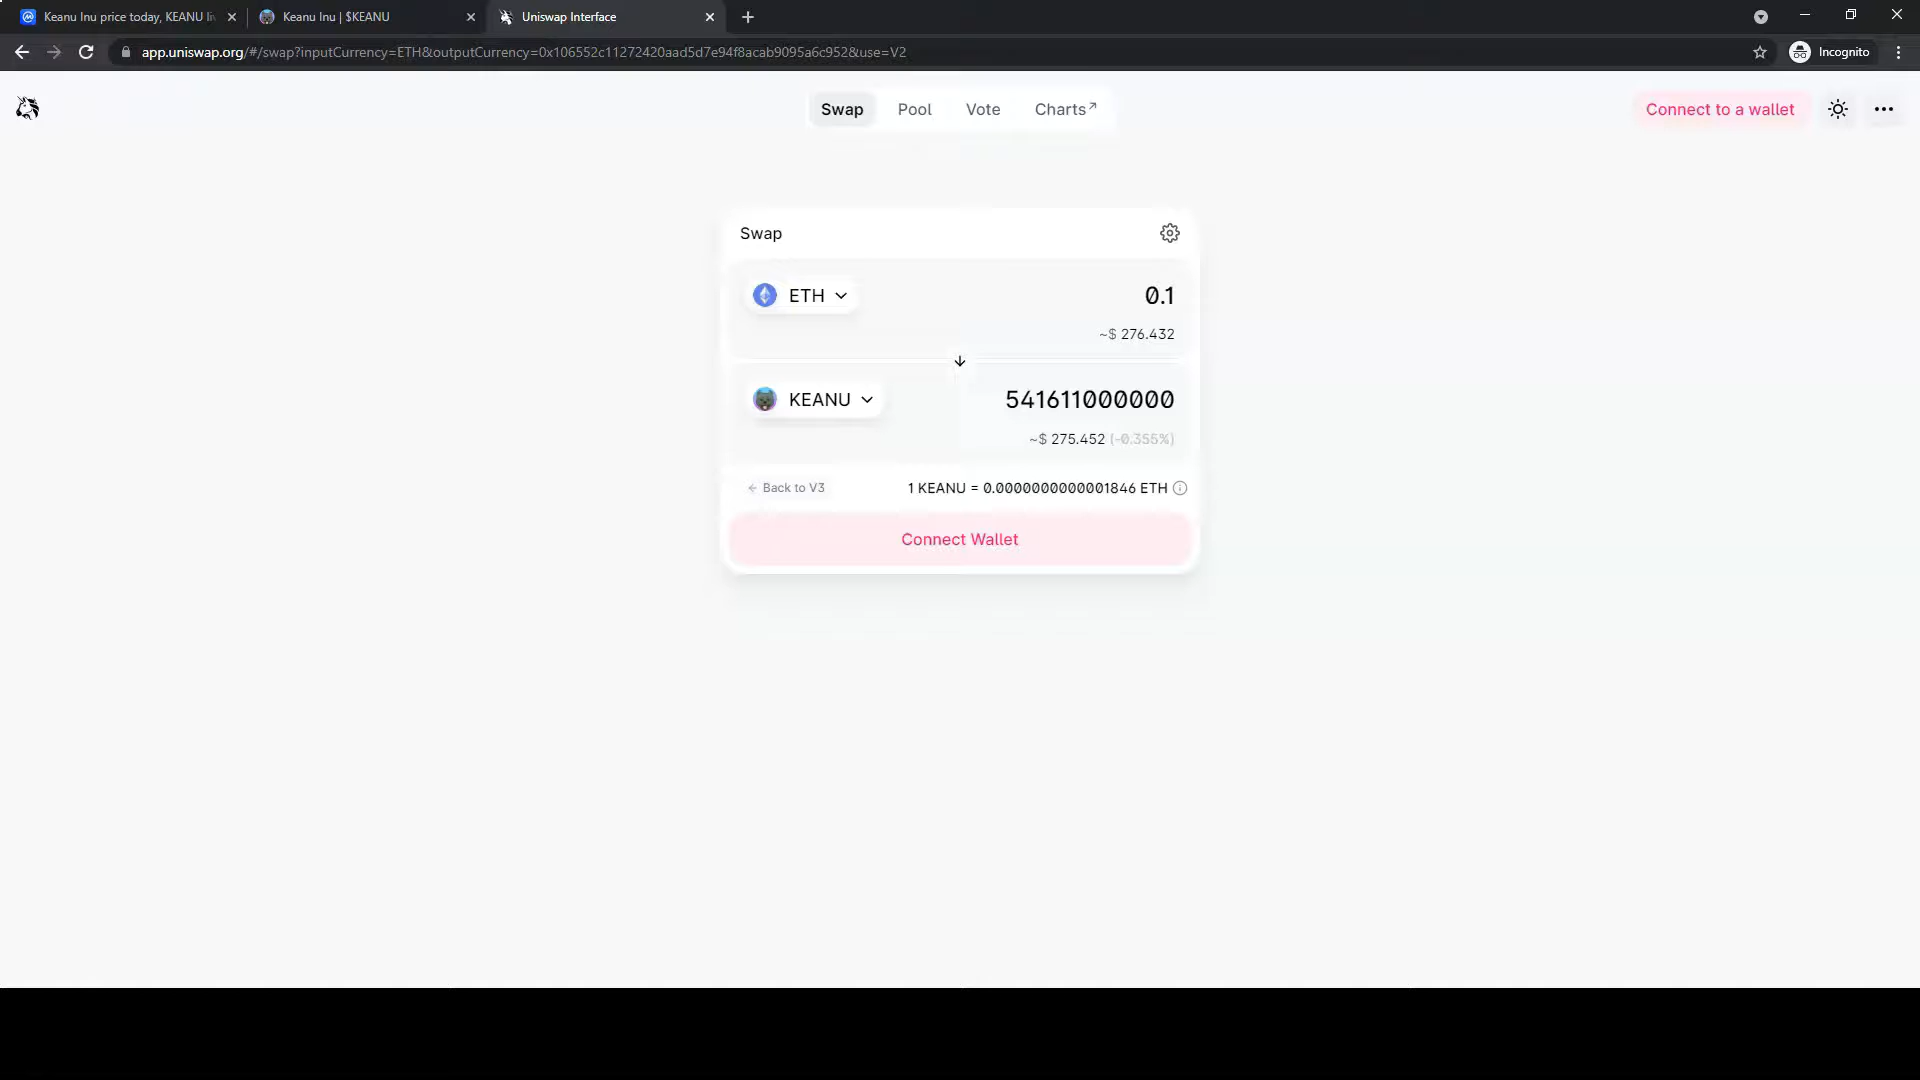 Keanu Inu price today, KEANU li
Keanu Inu | $KEANU
Uniswap Interface
app.uniswap.org/#/swap?inputCurrency=ETH&outputCurrency=0x106552c11272420aad5d7e94f8acab9095a6c952&use=V2
Incognito
Swap
Pool
Vote
Charts↗
Connect to a wallet
Swap
ETH
0.1
~$ 276.432
KEANU
541611000000
~$ 275.452 (-0.355%)
← Back to V3
1 KEANU = 0.0000000000001846 ETH
Connect Wallet